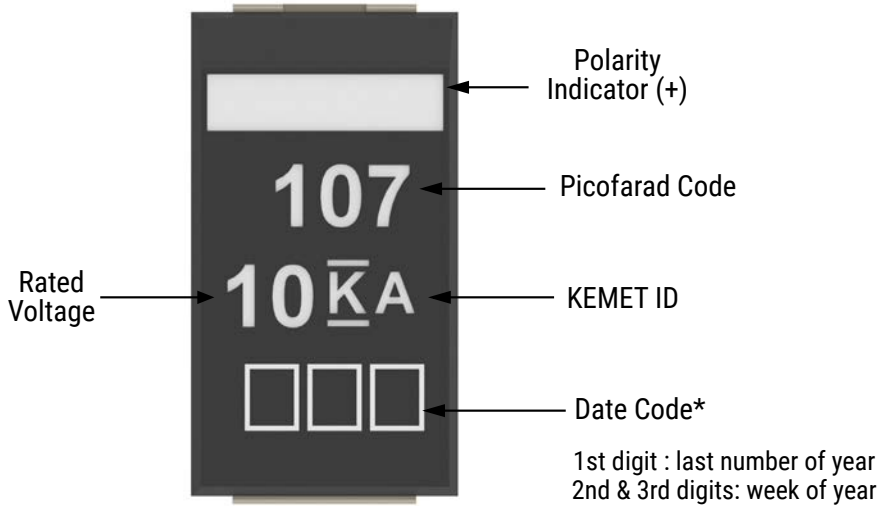 Polarity
Indicator (+)
107
Picofarad Code
Rated
Voltage
10 KA
KEMET ID
Date Code*
1st digit : last number of year
2nd & 3rd digits: week of year